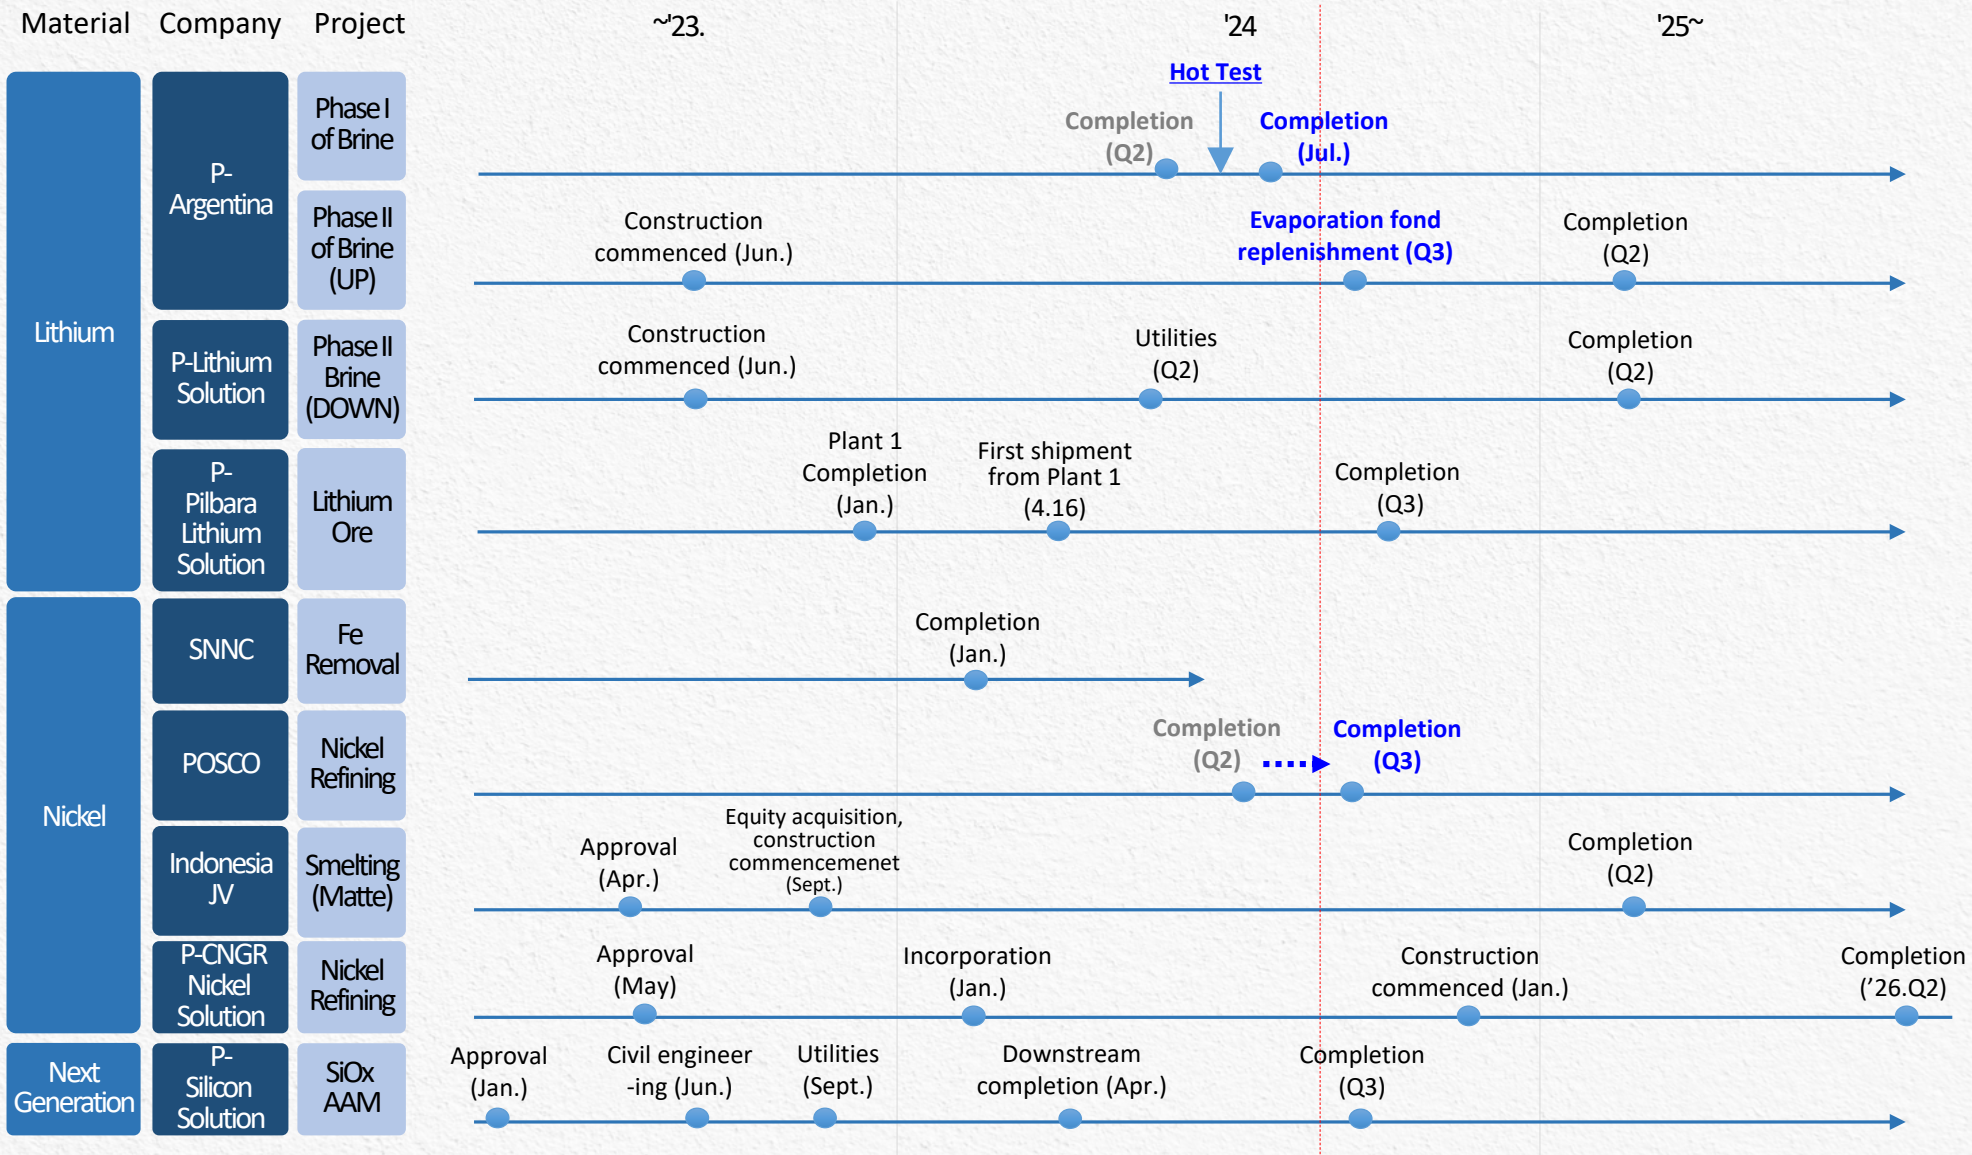 Material Company Project ~'23. '24 '25~
Lithium
P-
Argentina
Phase I
of Brine
Hot Test
Completion
(Q2)
Completion
(Jul.)
Phase II
of Brine
(UP)
Construction
commenced (Jun.)
Evaporation fond
replenishment (Q3)
Completion
(Q2)
P-Lithium
Solution
Phase II
Brine
(DOWN)
Construction
commenced (Jun.)
Utilities
(Q2)
Completion
(Q2)
P-
Pilbara
Lithium
Solution
Lithium
Ore
Plant 1
Completion
(Jan.)
First shipment
from Plant 1
(4.16)
Completion
(Q3)
Nickel
SNNC
Fe
Removal
Completion
(Jan.)
POSCO
Nickel
Refining
Completion
(Q2)
Completion
(Q3)
Indonesia
JV
Smelting
(Matte)
Approval
(Apr.)
Equity acquisition,
construction
commencemenet
(Sept.)
Completion
(Q2)
P-CNGR
Nickel
Solution
Nickel
Refining
Approval
(May)
Incorporation
(Jan.)
Construction
commenced (Jan.)
Completion
('26.Q2)
Next
Generation
P-
Silicon
Solution
SiOx
AAM
Approval
(Jan.)
Civil engineer
-ing (Jun.)
Utilities
(Sept.)
Downstream
completion (Apr.)
Completion
(Q3)